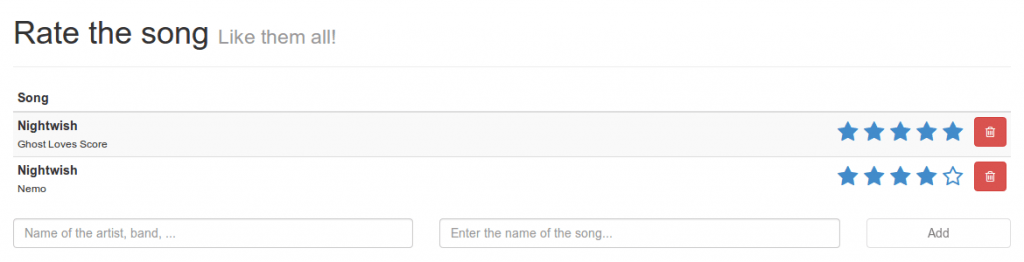 Rate the song Like them all!
Song
Nightwish
Ghost Loves Score
Nightwish
Nemo
Name of the artist, band, ... Enter the name of the song... Add